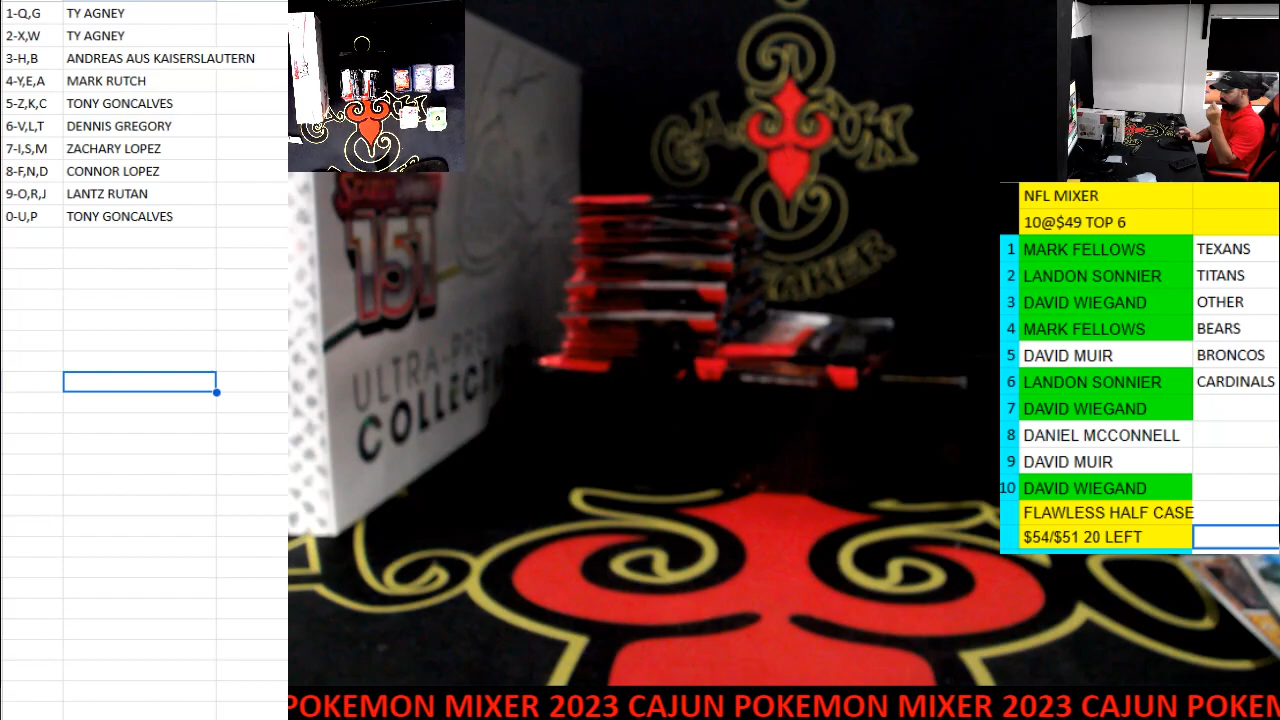 1-Q,G TY AGNEY
2-X,W TY AGNEY
3-H,B ANDREAS AUS KAISERSLAUTERN
4-Y,E,A MARK RUTCH
5-Z,K,C TONY GONCALVES
6-V,L,T DENNIS GREGORY
7-I,S,M ZACHARY LOPEZ
8-F,N,D CONNOR LOPEZ
9-O,R,J LANTZ RUTAN
0-U,P TONY GONCALVES
CAJUN
151
ULTRA-PR
COLLECT
NFL MIXER
10@$49 TOP 6
1 MARK FELLOWS TEXANS
2 LANDON SONNIER TITANS
3 DAVID WIEGAND OTHER
4 MARK FELLOWS BEARS
5 DAVID MUIR BRONCOS
6 LANDON SONNIER CARDINALS
7 DAVID WIEGAND
8 DANIEL MCCONNELL
9 DAVID MUIR
10 DAVID WIEGAND
FLAWLESS HALF CASE
$54/$51 20 LEFT
POKEMON MIXER 2023 CAJUN POKEMON MIXER 2023 CAJUN POKEM